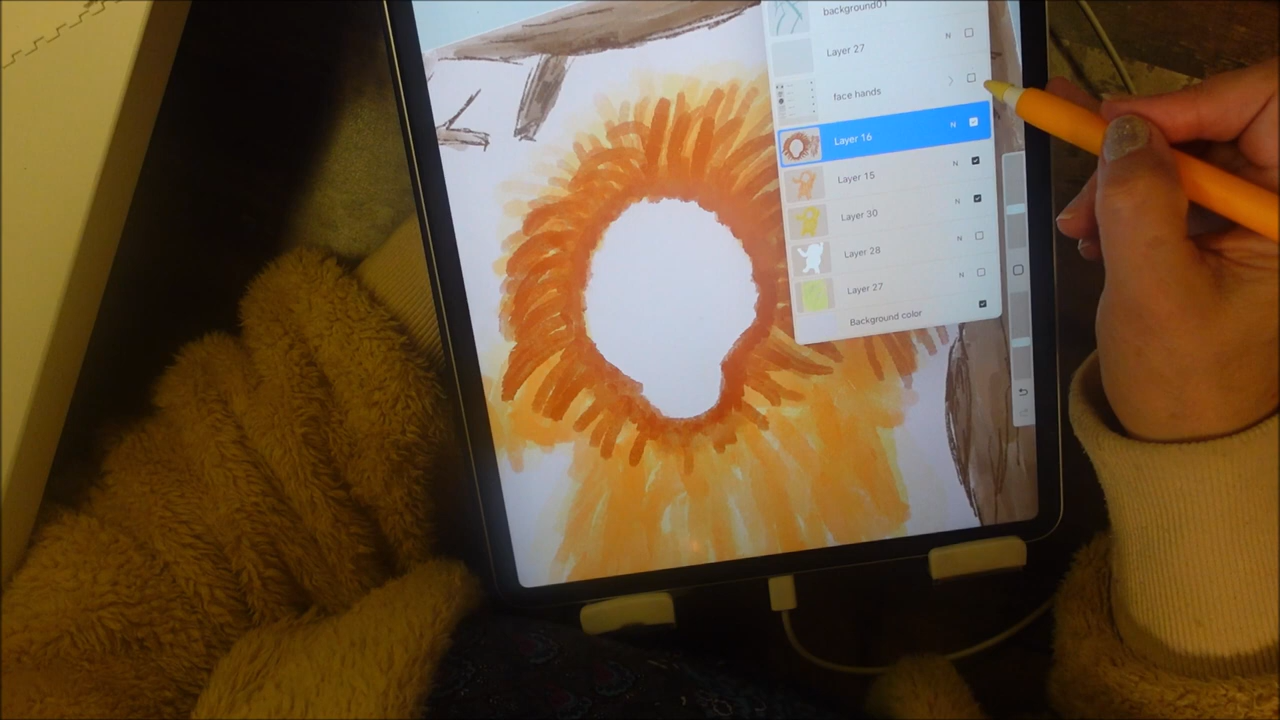 background01
Layer 27 N
face hands
Layer 16 N
Layer 15 N
Layer 30 N
Layer 28 N
Layer 27 N
Background color